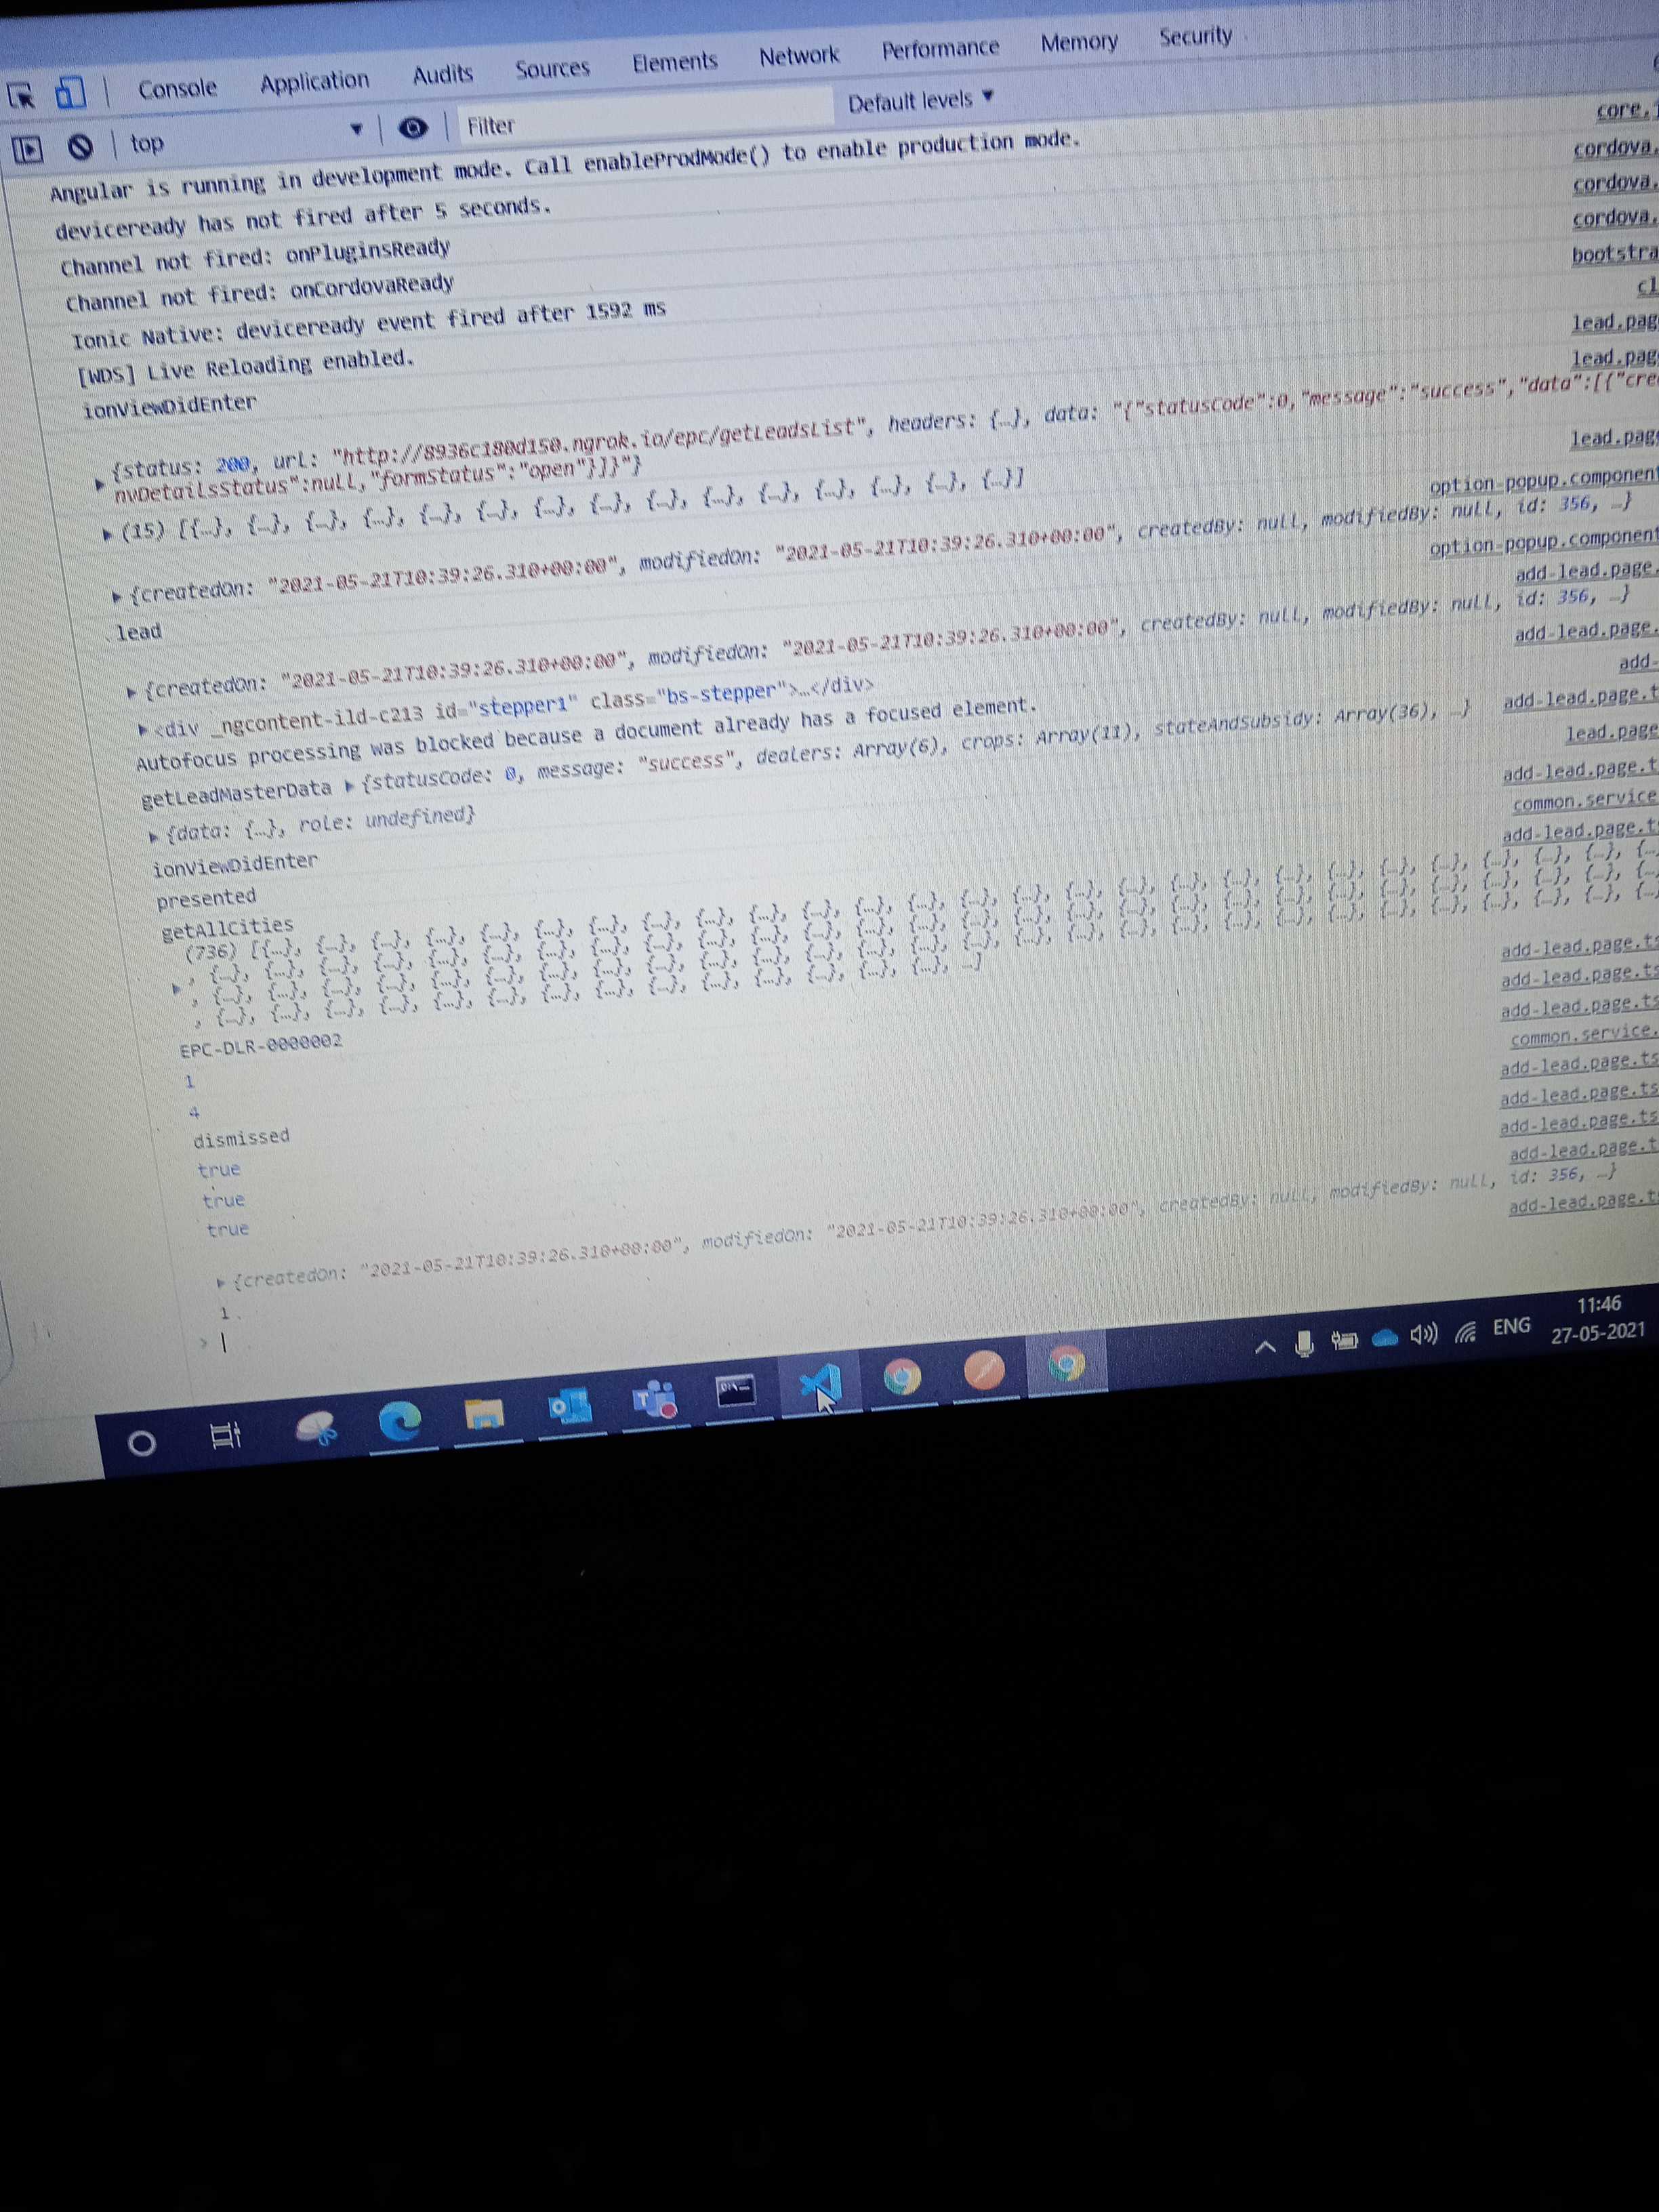 Console Application Audits Sources Elements Network Performance Memory Security
top Filter Default levels
Angular is running in development mode. Call enableProdMode() to enable production mode.
deviceready has not fired after 5 seconds. cordova.
Channel not fired: onPluginsReady cordova.
Channel not fired: onCordovaReady cordova.
Ionic Native: deviceready event fired after 1592 ms bootstra
[WDS] Live Reloading enabled. cl
ionViewDidEnter lead.pag
lead.pag
{status: 200, url: "http://8936c180d150.ngrok.io/epc/getLeadsList", headers: {…}, data: "{"statusCode":0,"message":"success","data":[{"cre
nvDetailsStatus":null,"formStatus":"open"}]}"}
(15) [{…}, {…}, {…}, {…}, {…}, {…}, {…}, {…}, {…}, {…}, {…}, {…}, {…}, {…}, {…}] lead.pag
option-popup.component
{createdOn: "2021-05-21T10:39:26.310+00:00", modifiedOn: "2021-05-21T10:39:26.310+00:00", createdBy: null, modifiedBy: null, id: 356, …}
lead option-popup.component
add-lead.page.
{createdOn: "2021-05-21T10:39:26.310+00:00", modifiedOn: "2021-05-21T10:39:26.310+00:00", createdBy: null, modifiedBy: null, id: 356, …}
<div _ngcontent-ild-c213 id="stepper1" class="bs-stepper">…</div> add-lead.page.
Autofocus processing was blocked because a document already has a focused element. add-
getLeadMasterData {statusCode: 0, message: "success", dealers: Array(6), crops: Array(11), stateAndSubsidy: Array(36), …} add-lead.page.t
{data: {…}, role: undefined} lead.page
ionViewDidEnter add-lead.page.t
presented common.service
getAllCities add-lead.page.ts
(736) [{…}, {…}, {…}, {…}, {…}, {…}, {…}, {…}, {…}, {…}, {…}, {…}, {…}, {…}, {…}, {…}, {…}, {…}, {…}, {…}, {…}, {…}, {…}, {…}, {…}, {…}
, {…}, {…}, {…}, {…}, {…}, {…}, {…}, {…}, {…}, {…}, {…}, {…}, {…}, {…}, {…}, {…}, {…}, {…}, {…}, {…}, {…}, {…}, {…}, {…}, {…}, {…}
, {…}, {…}, {…}, {…}, {…}, {…}, {…}, {…}, {…}, {…}, {…}, {…}, {…}, {…}, {…}, {…}, {…}, {…}, {…}, {…}, {…}, {…}, {…}, {…}, {…}, {…}
, {…}, {…}, {…}, {…}, {…}, {…}, {…}, {…}, {…}, {…}, {…}, {…}, {…}, {…}, …]
EPC-DLR-0000002 add-lead.page.ts
1 add-lead.page.ts
4 add-lead.page.ts
dismissed common.service.
true add-lead.page.ts
true add-lead.page.ts
true add-lead.page.ts
add-lead.page.t
{createdOn: "2021-05-21T10:39:26.310+00:00", modifiedOn: "2021-05-21T10:39:26.310+00:00", createdBy: null, modifiedBy: null, id: 356, …}
1 add-lead.page.t
ENG 11:46
27-05-2021